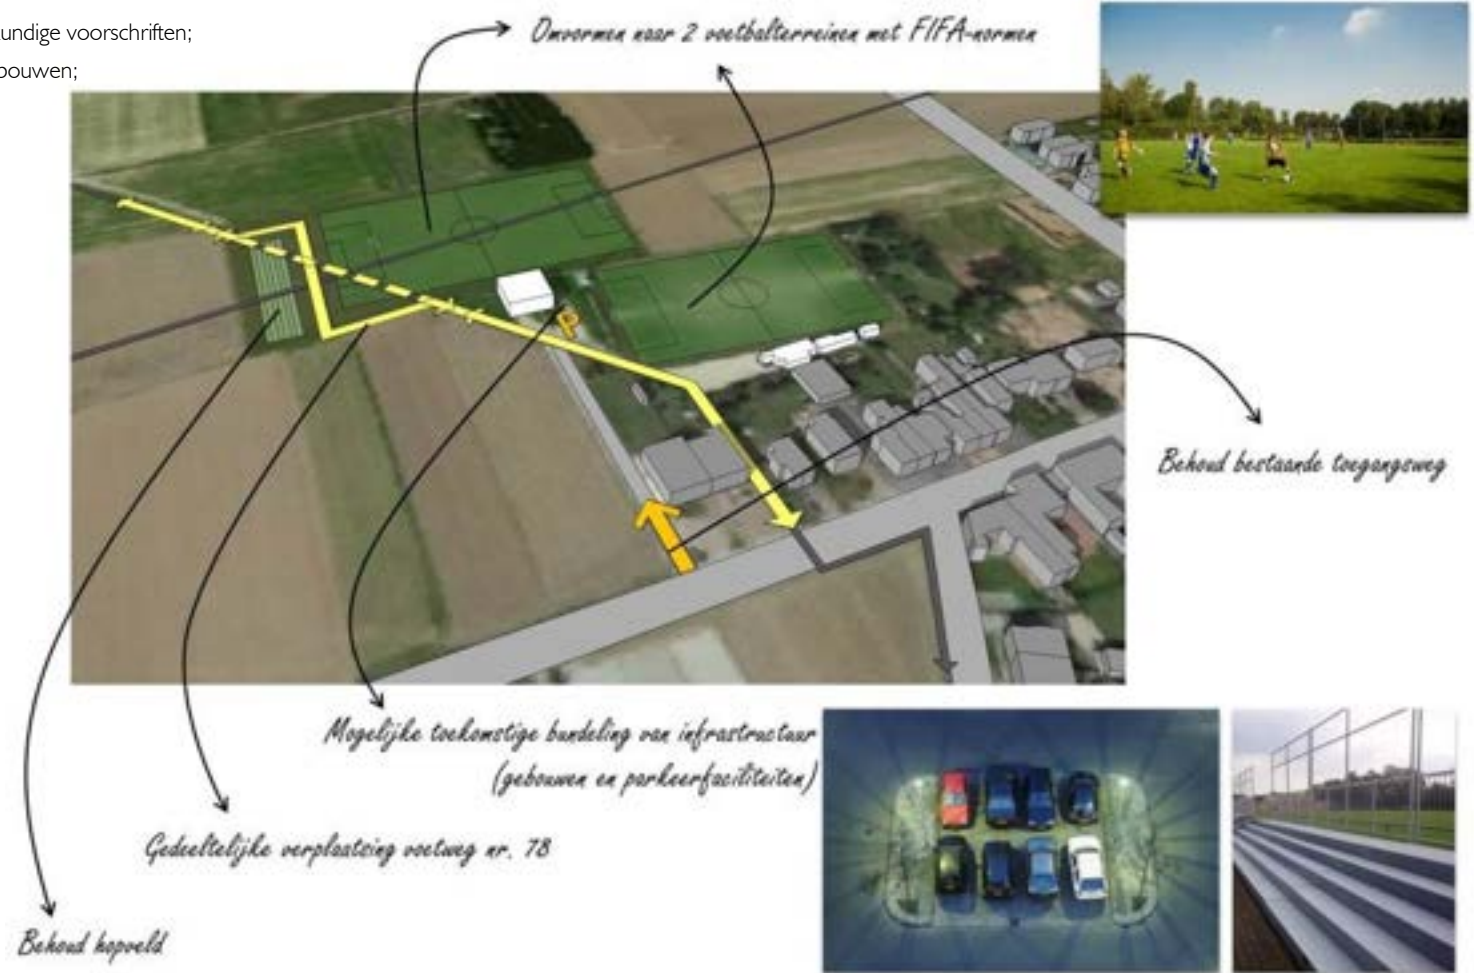 undige voorschriften;
bouwen;
Omvormen naar 2 voetbalterreinen met FIFA-normen
P
Behoud bestaande toegangsweg
Mogelijke toekomstige bundeling van infrastructuur
(gebouwen en parkeerfaciliteiten)
Gedeeltelijke verplaatsing voetweg nr. 78
Behoud hopveld